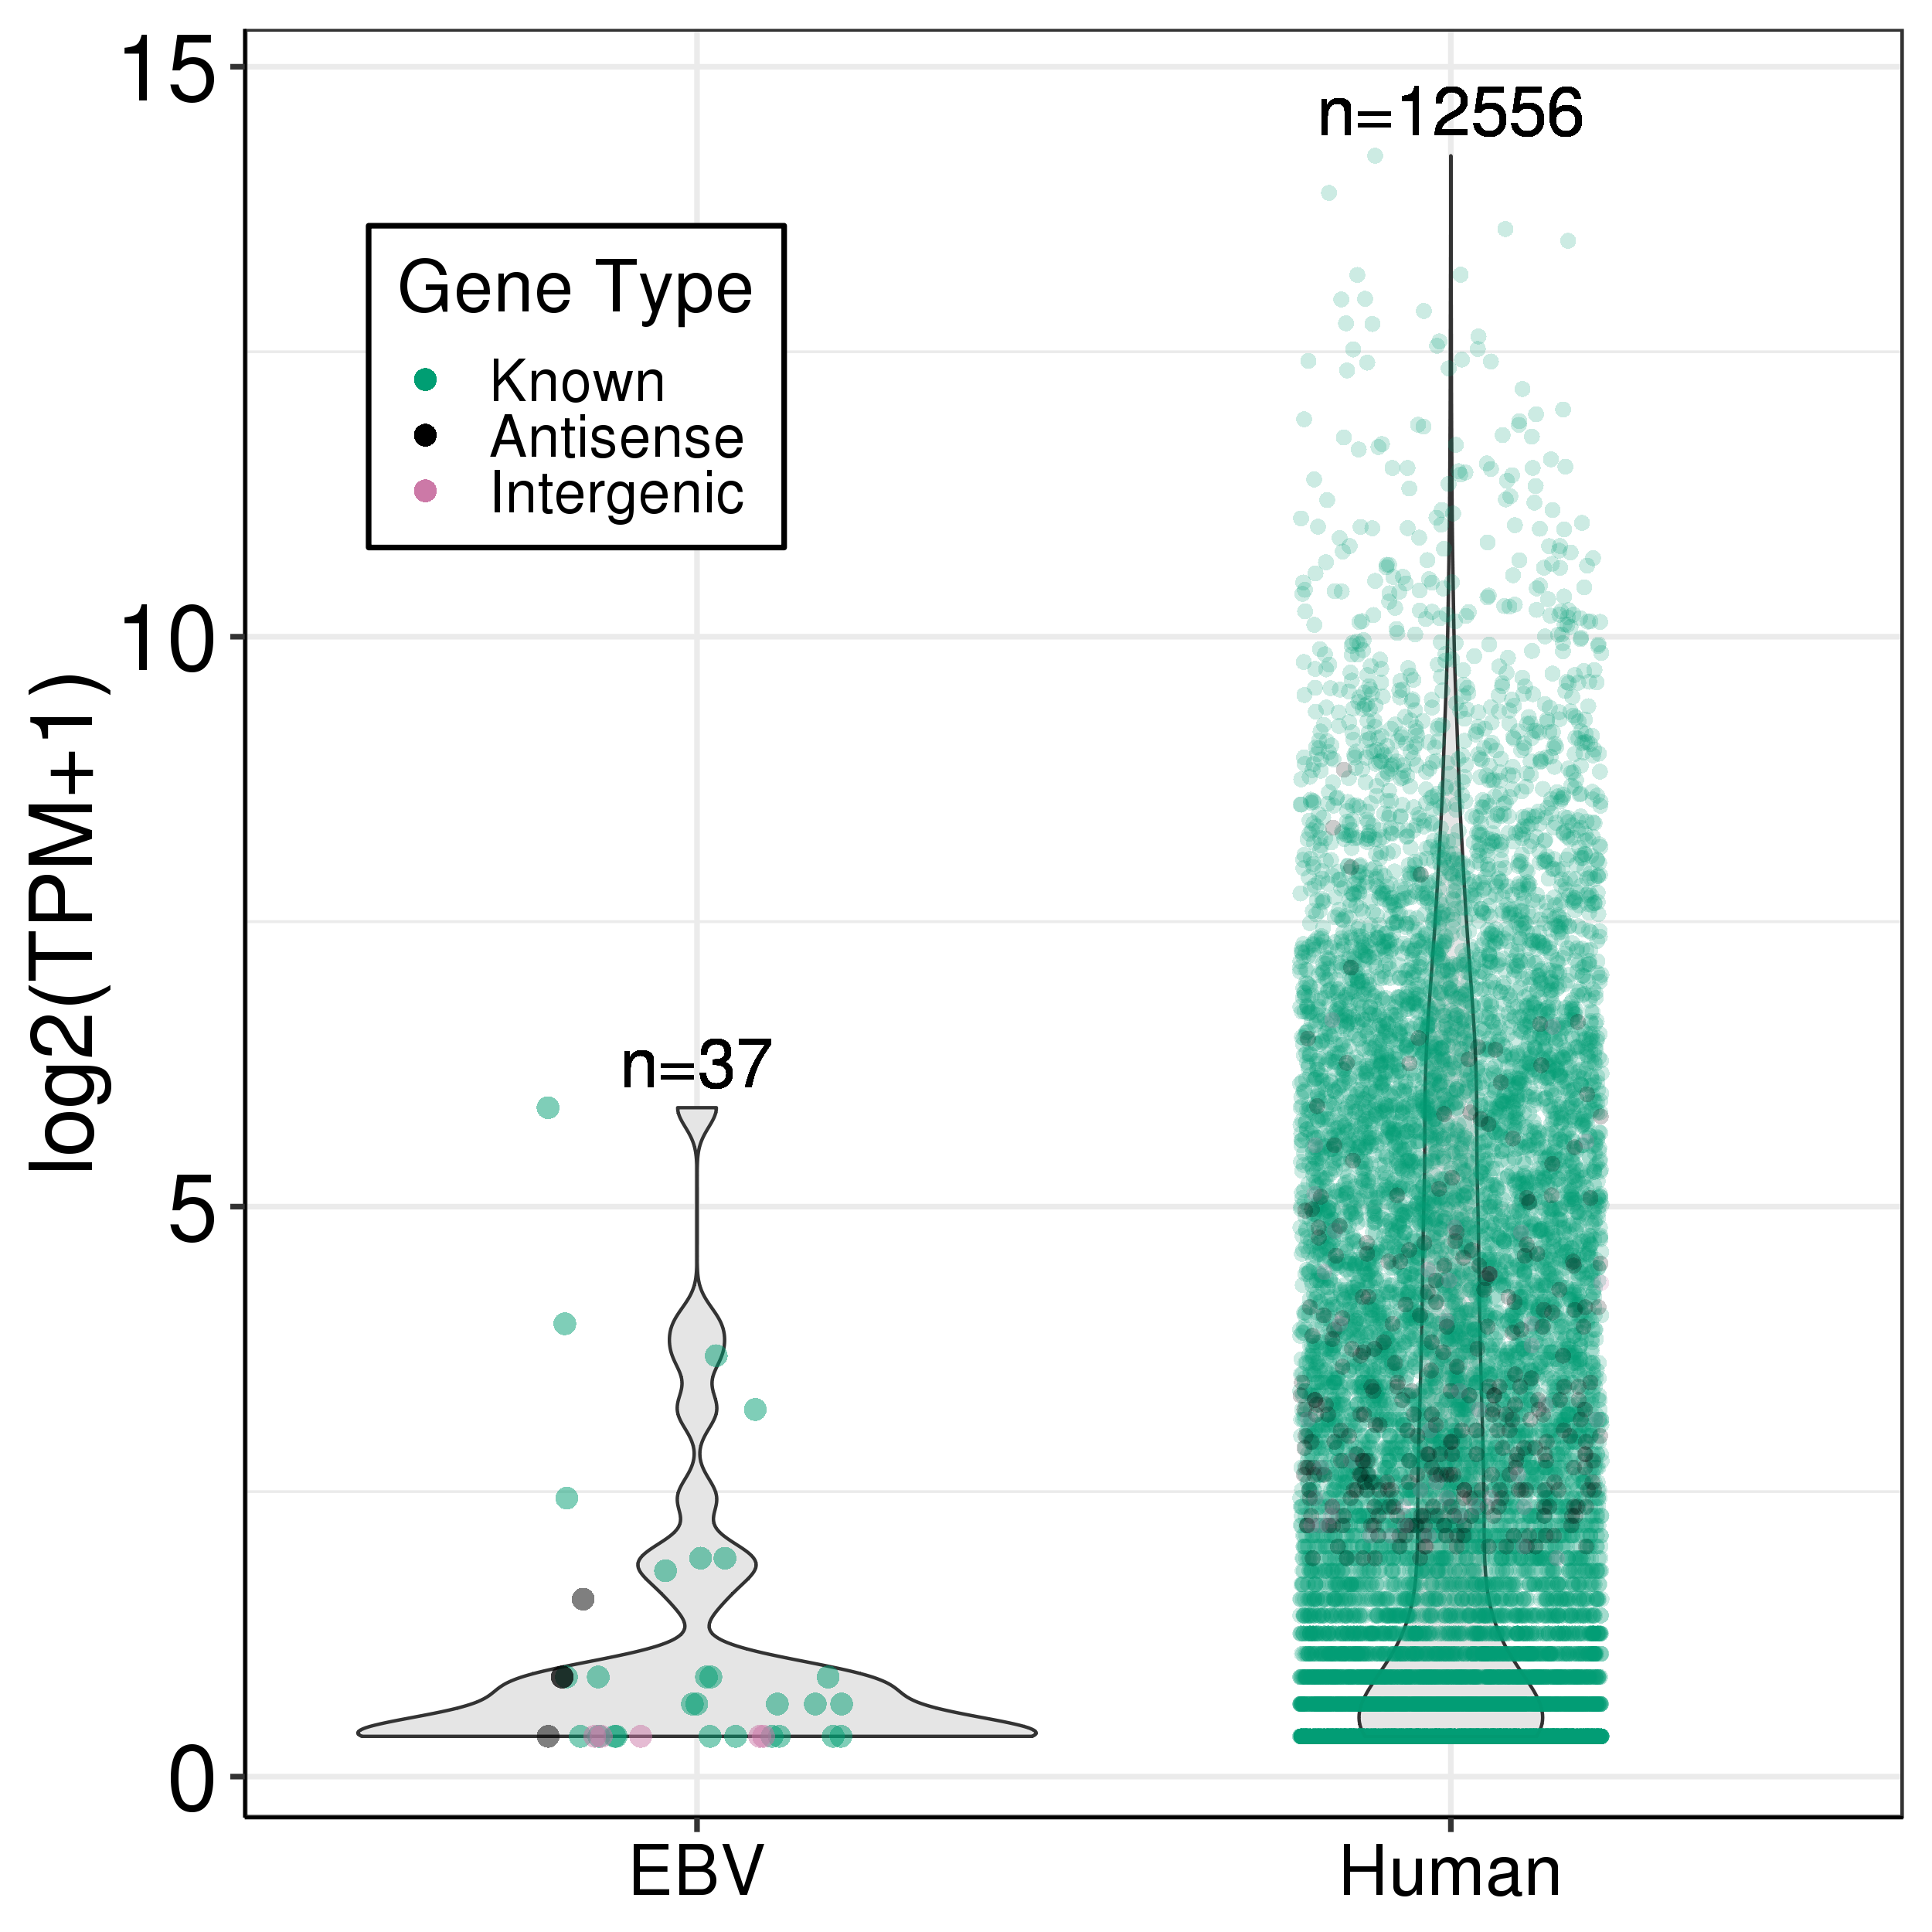 15
10
5
0
log2(TPM+1)
n=12556
Gene Type
Known
Antisense
Intergenic
n=37
EBV
Human